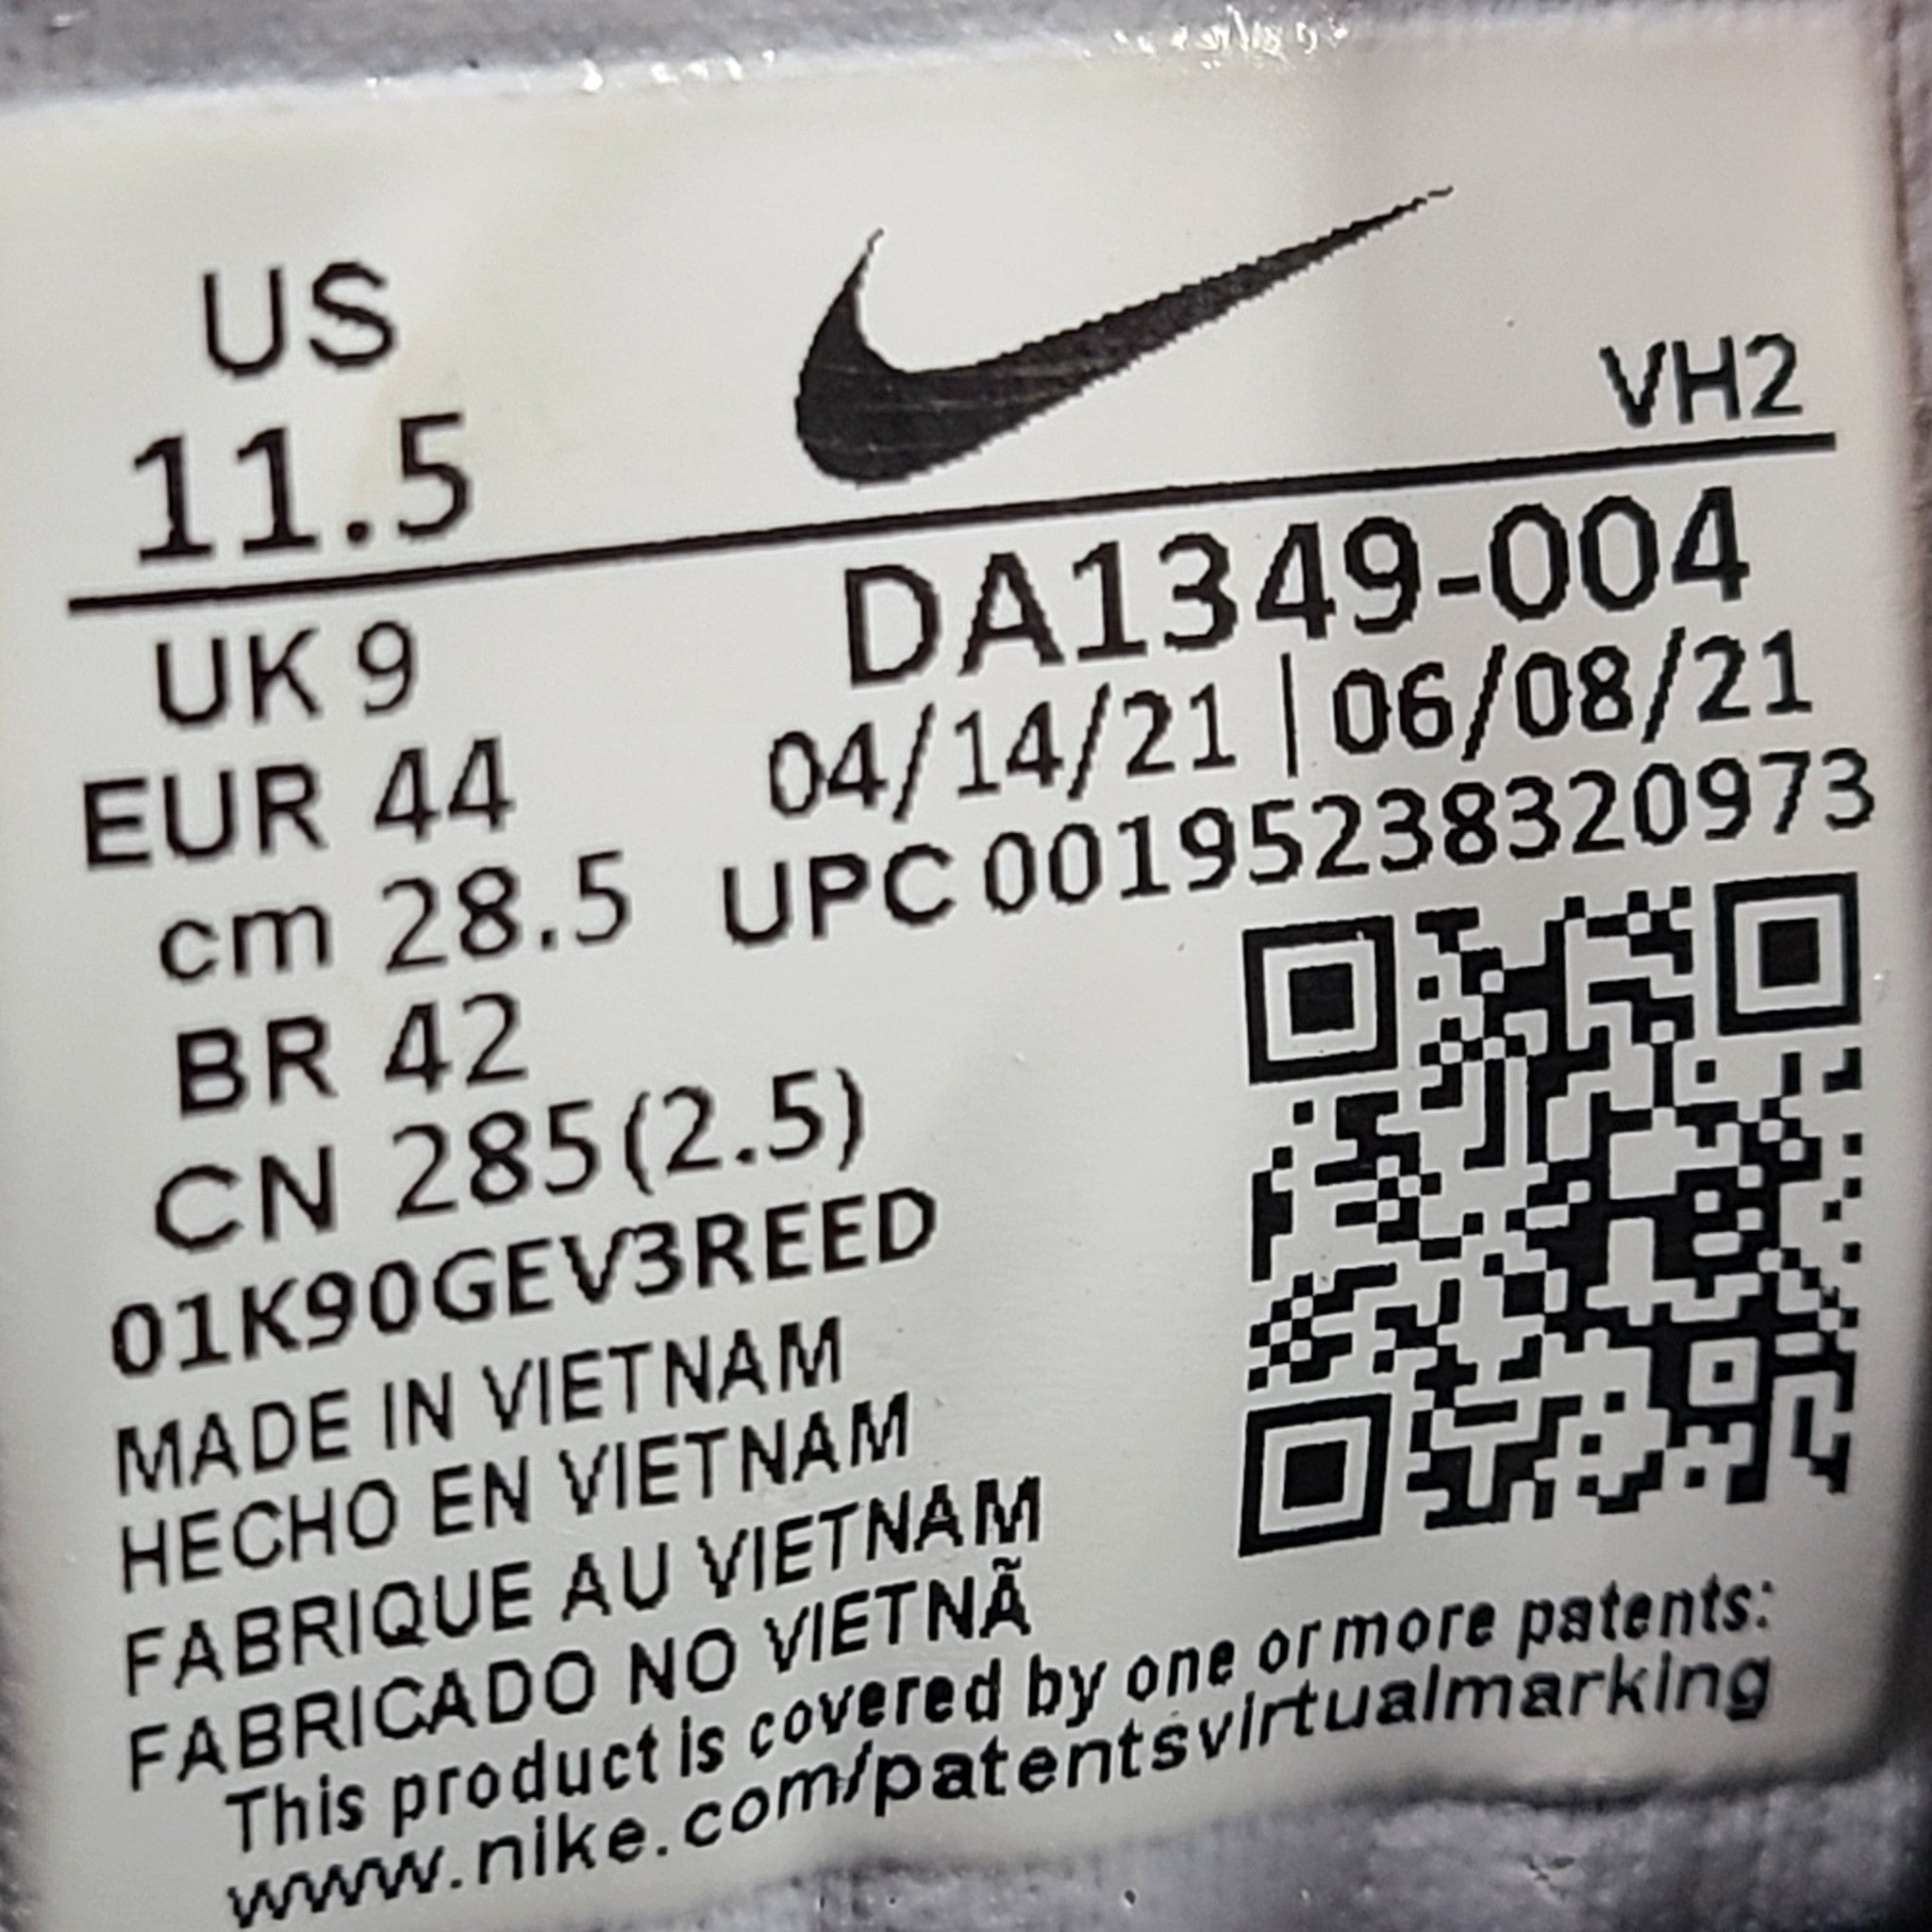 US
11.5
VH2
UK 9
EUR 44
cm 28.5
BR 42
CN 285(2.5)
DA1349-004
04/14/21 | 06/08/21
UPC 00195238320973
01K90GEV3REED
MADE IN VIETNAM
HECHO EN VIETNAM
FABRIQUE AU VIETNAM
FABRICADO NO VIETNÃ
This product is covered by one or more patents:
www.nike.com/patentsvirtualmarking